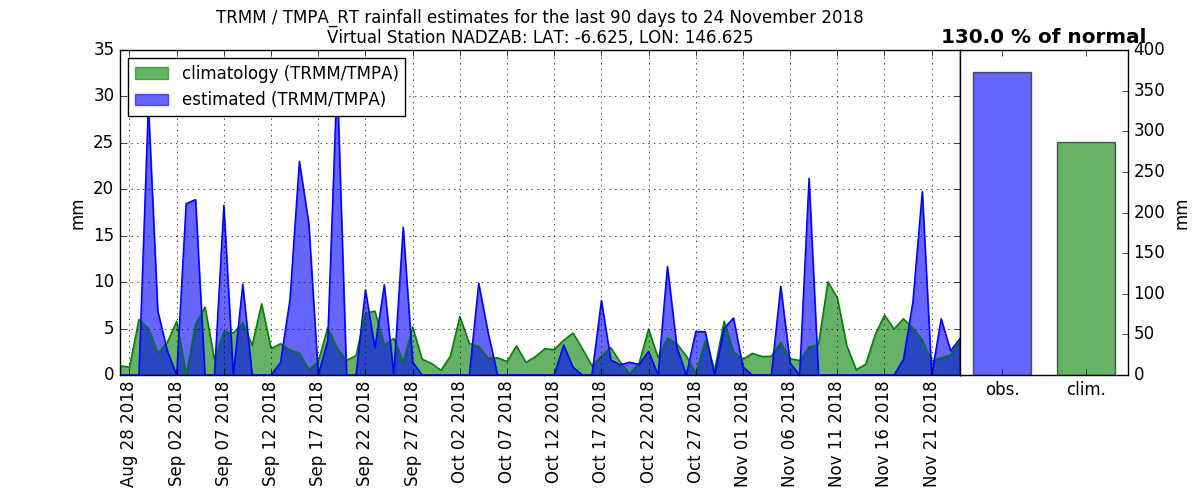 TRMM / TMPA_RT rainfall estimates for the last 90 days to 24 November 2018
Virtual Station NADZAB: LAT: -6.625, LON: 146.625
130.0 % of normal
climatology (TRMM/TMPA)
estimated (TRMM/TMPA)
35
30
25
20
15
10
5
0
mm
Aug 28 2018
Sep 02 2018
Sep 07 2018
Sep 12 2018
Sep 17 2018
Sep 22 2018
Sep 27 2018
Oct 02 2018
Oct 07 2018
Oct 12 2018
Oct 17 2018
Oct 22 2018
Oct 27 2018
Nov 01 2018
Nov 06 2018
Nov 11 2018
Nov 16 2018
Nov 21 2018
obs.
clim.
400
350
300
250
200
150
100
50
0
mm